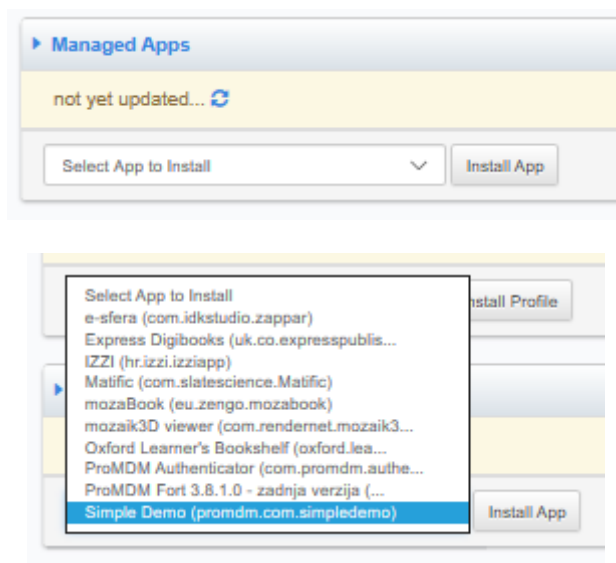 Managed Apps
not yet updated...
Select App to Install
Install App
Select App to Install
e-sfera (com.idkstudio.zappar)
Express Digibooks (uk.co.expresspublis...
IZZI (hr.izzi.izziapp)
Matific (com.slatescience.Matific)
mozaBook (eu.zengo.mozabook)
mozaik3D viewer (com.rendernet.mozaik3...
Oxford Learner's Bookshelf (oxford.lea...
ProMDM Authenticator (com.promdm.authe...
ProMDM Fort 3.8.1.0 - zadnja verzija (...
Simple Demo (promdm.com.simpledemo)
nstall Profile
Install App